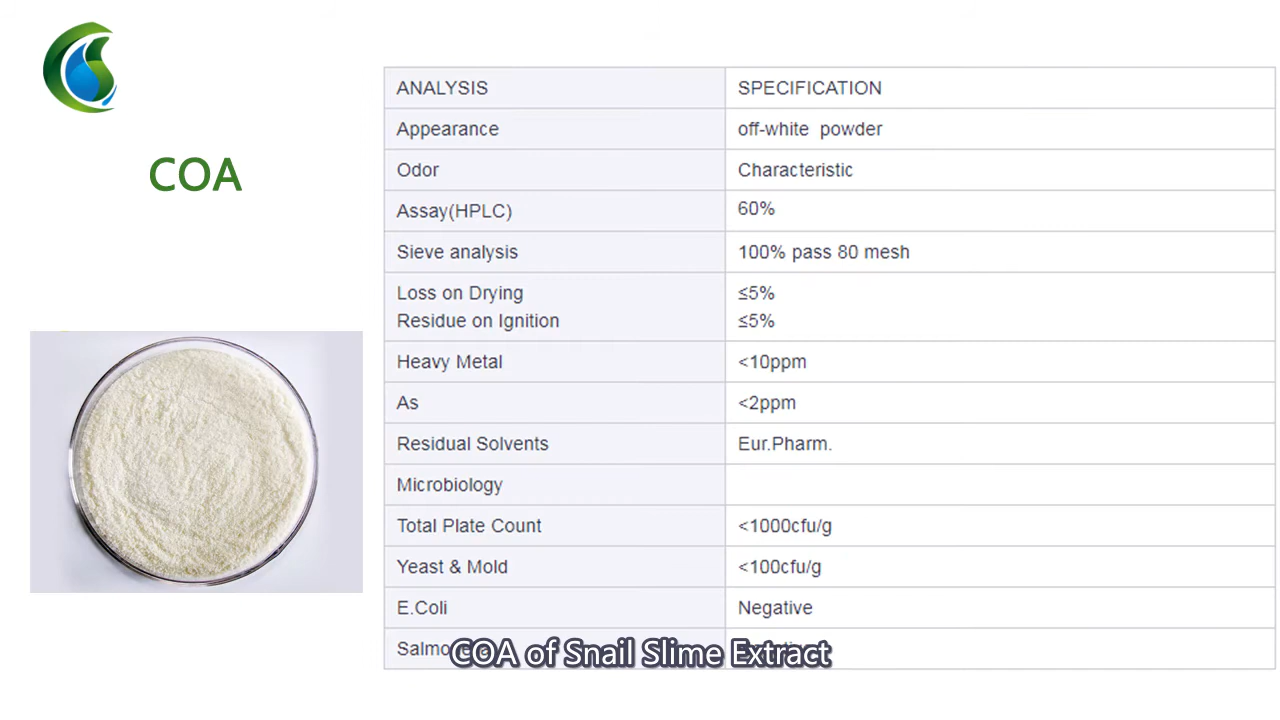 COA
ANALYSIS SPECIFICATION
Appearance off-white powder
Odor Characteristic
Assay(HPLC) 60%
Sieve analysis 100% pass 80 mesh
Loss on Drying ≤5%
Residue on Ignition ≤5%
Heavy Metal <10ppm
As <2ppm
Residual Solvents Eur.Pharm.
Microbiology
Total Plate Count <1000cfu/g
Yeast & Mold <100cfu/g
E.Coli Negative
COA of Snail Slime Extract